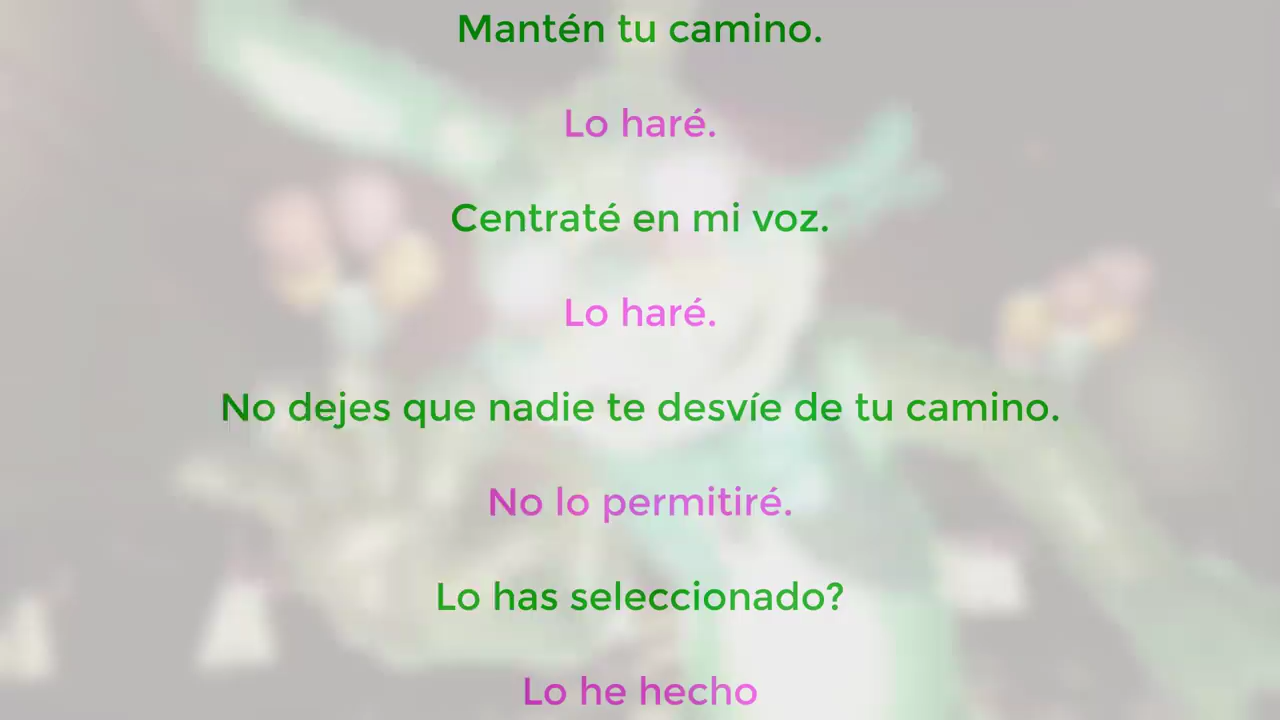 Mantén tu camino.
Lo haré.
Centraté en mi voz.
Lo haré.
No dejes que nadie te desvíe de tu camino.
No lo permitiré.
Lo has seleccionado?
Lo he hecho